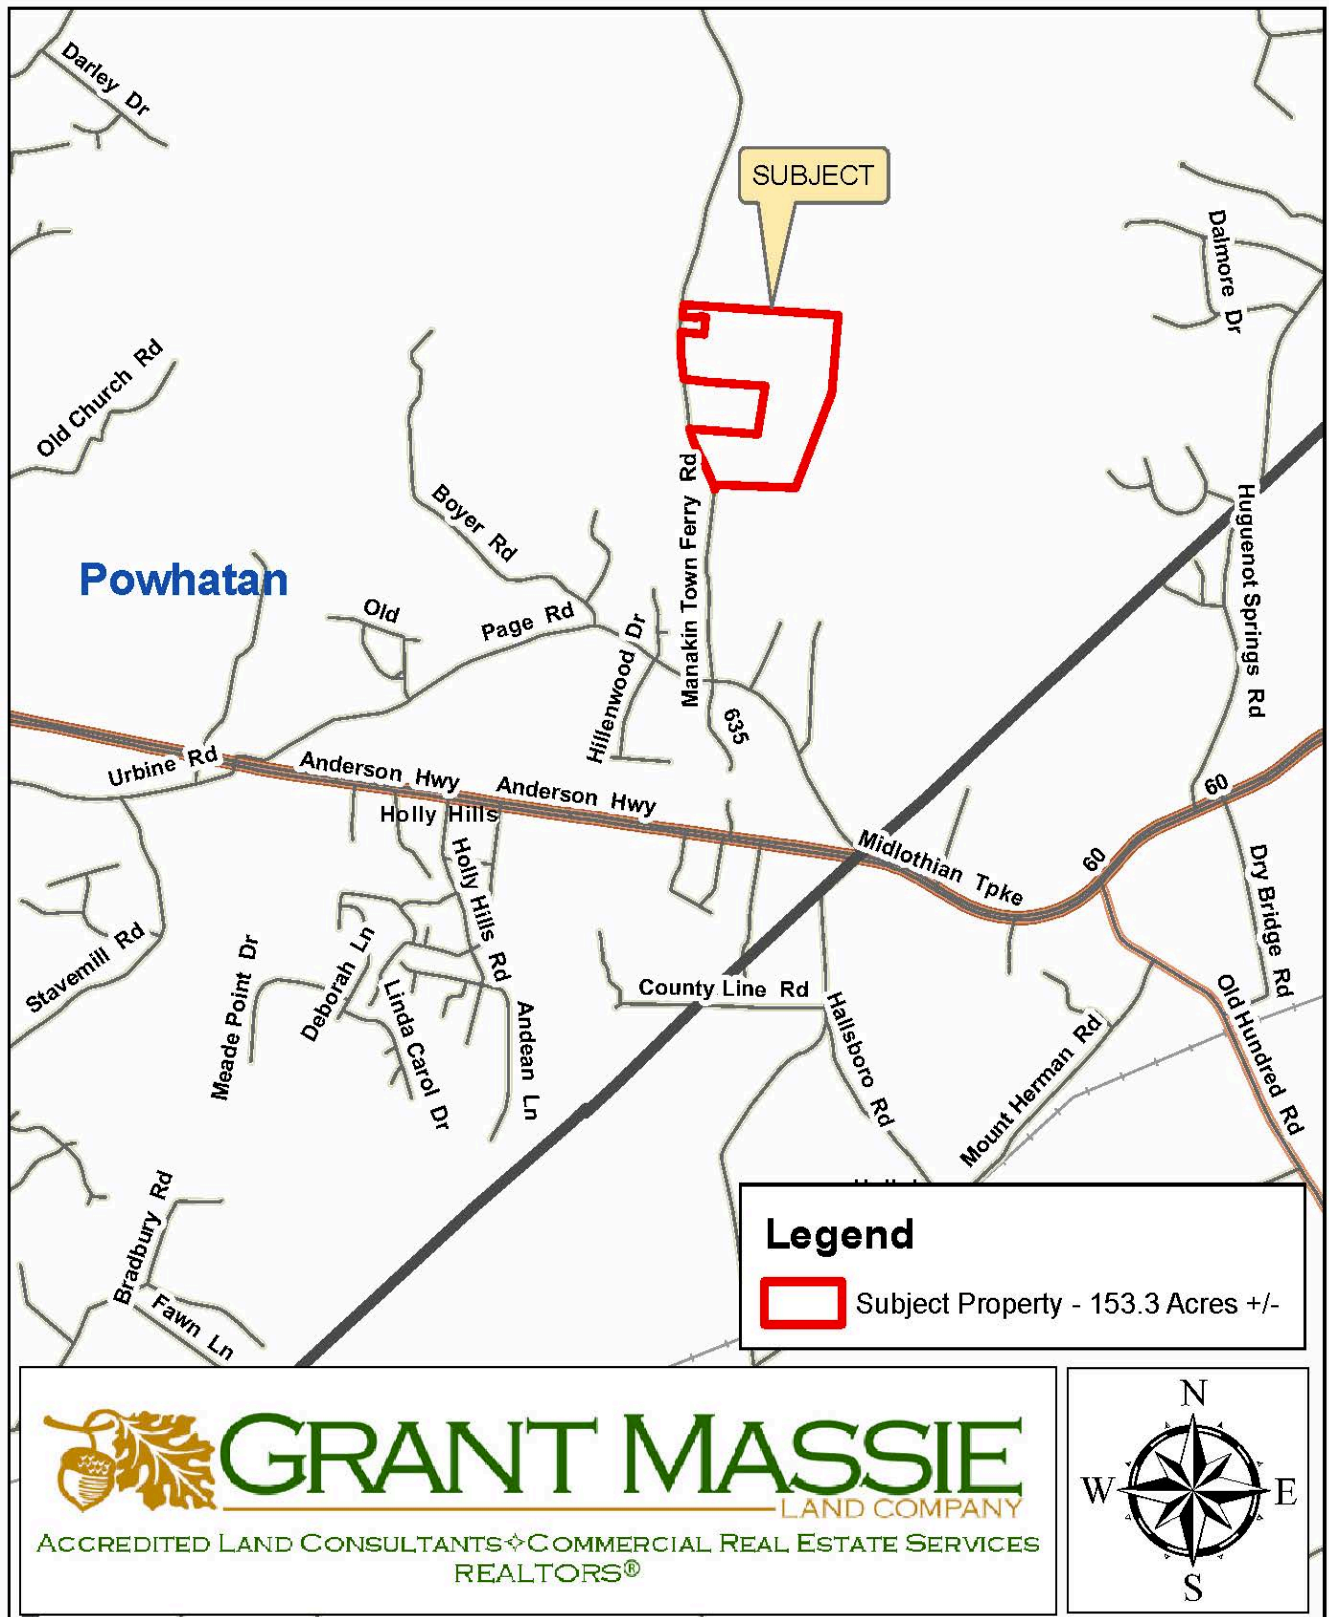 Darley Dr
SUBJECT
Dalmore Dr
Old Church Rd
Boyer Rd
Manakin Town Ferry Rd
Huguenot Springs Rd
Powhatan
Old
Page Rd
Hillenwood Dr
635
Urbine Rd
Anderson Hwy
Anderson Hwy
60
Holly Hills
Midlothian Tpke
60
Holly Hills Rd
Dry Bridge Rd
Stavemill Rd
Meade Point Dr
Deborah Ln
Linda Carol Dr
Andean Ln
County Line Rd
Hallsboro Rd
Old Hundred Rd
Mount Herman Rd
Bradbury Rd
Fawn Ln
Legend
Subject Property - 153.3 Acres +/-
GRANT MASSIE
LAND COMPANY
ACCREDITED LAND CONSULTANTS✧COMMERCIAL REAL ESTATE SERVICES
REALTORS®
N
W
E
S